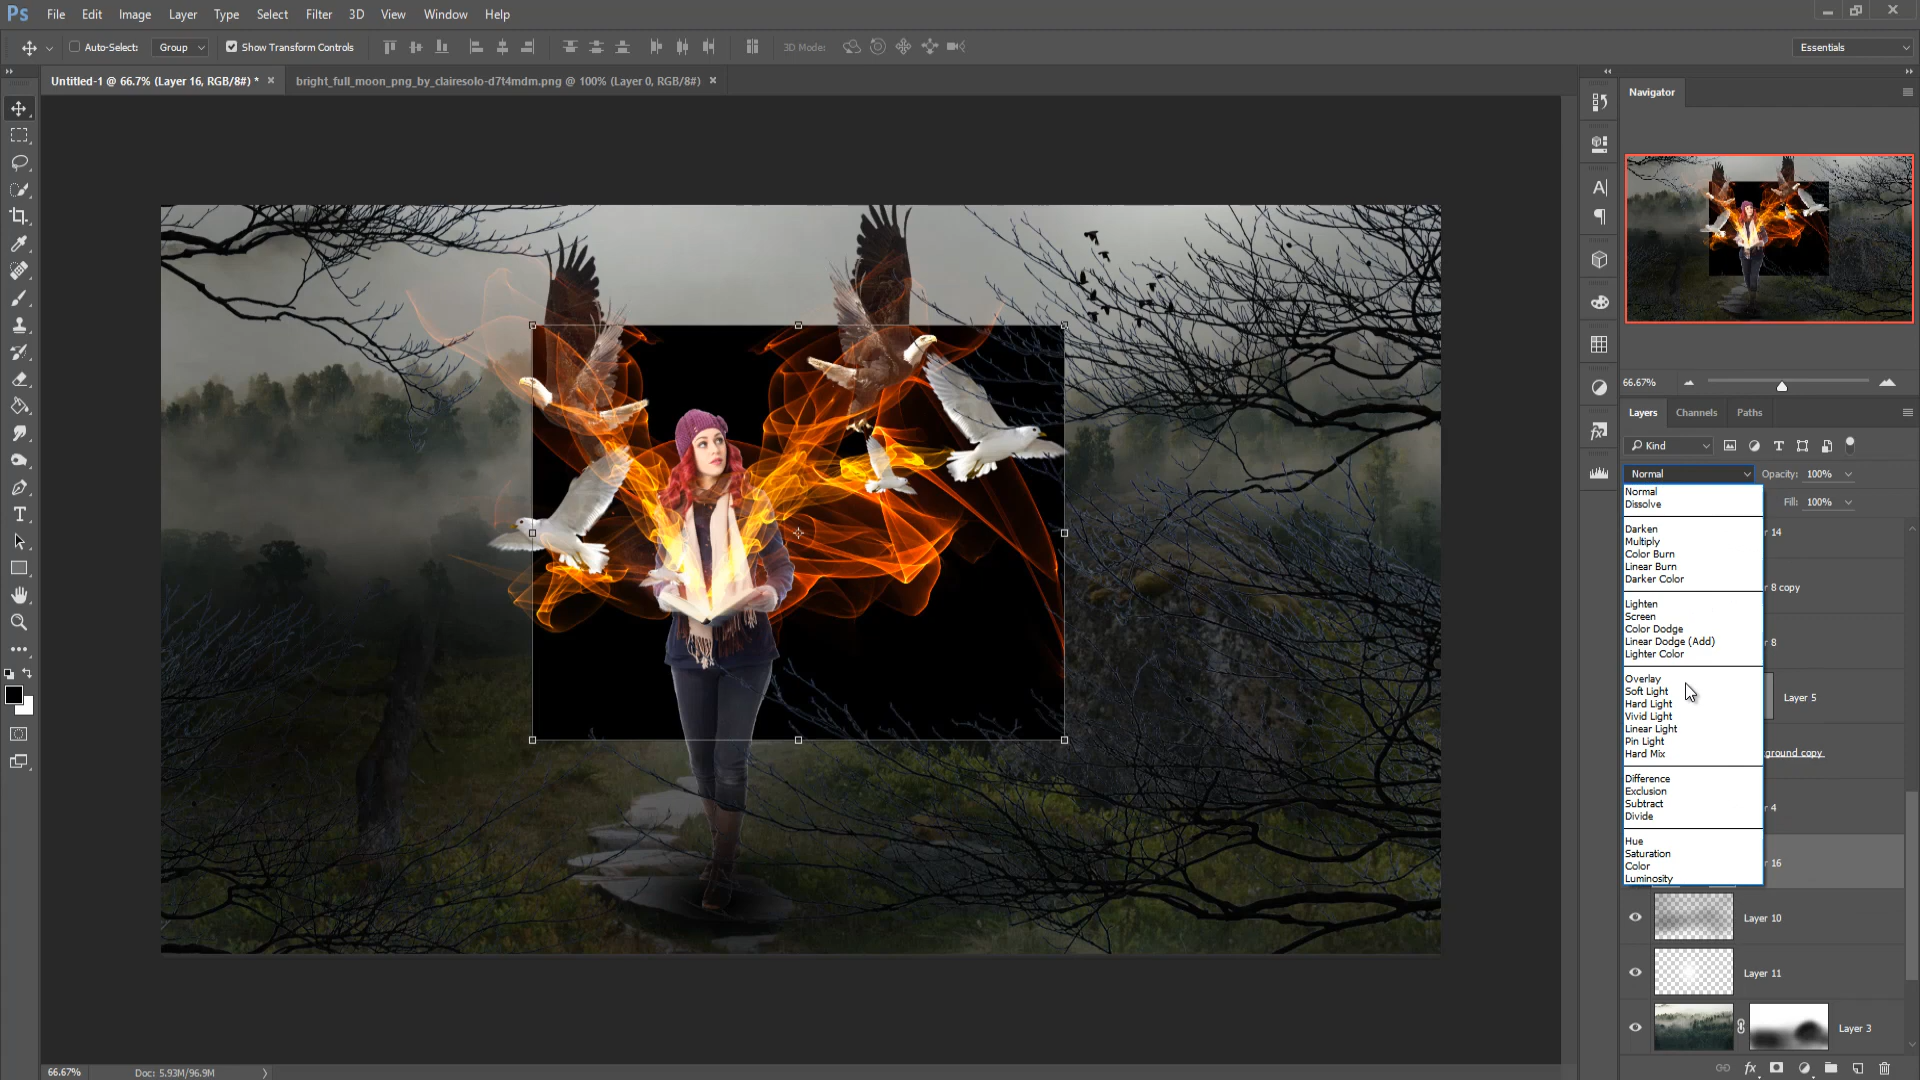 Ps File Edit Image Layer Type Select Filter 3D View Window Help
Auto-Select: Group Show Transform Controls 3D Mode: Essentials
Untitled-1 @ 66.7% (Layer 16, RGB/8#) * × bright_full_moon_png_by_clairesolo-d7t4mdm.png @ 100% (Layer 0, RGB/8#) ×
Navigator
66.67%
Layers Channels Paths
Kind
Normal Opacity: 100%
Fill: 100%
Normal
Dissolve
Darken
Multiply
Color Burn
Linear Burn
Darker Color
Lighten
Screen
Color Dodge
Linear Dodge (Add)
Lighter Color
Overlay
Soft Light
Hard Light
Vivid Light
Linear Light
Pin Light
Hard Mix
Difference
Exclusion
Subtract
Divide
Hue
Saturation
Color
Luminosity
r 14
r 8 copy
r 8
Layer 5
ground copy
r 4
r 16
Layer 10
Layer 11
Layer 3
66.67% Doc: 5.93M/96.9M